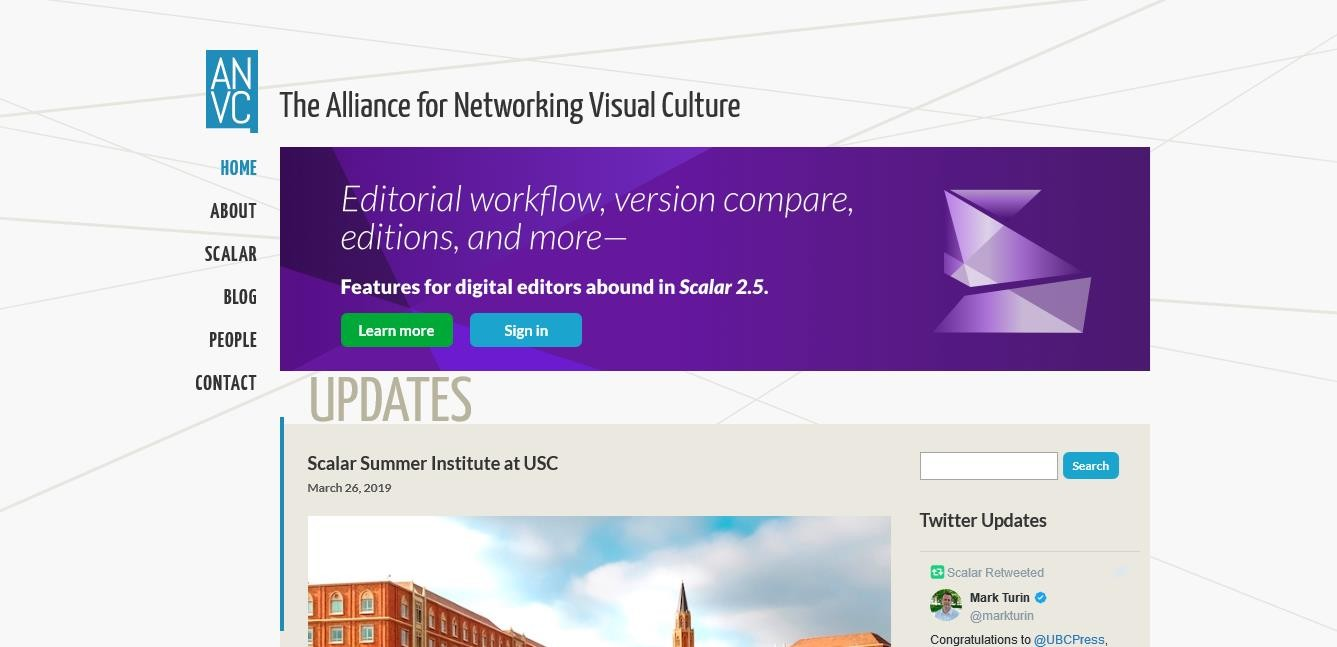 AN
VC
The Alliance for Networking Visual Culture
HOME
ABOUT
SCALAR
BLOG
PEOPLE
CONTACT
Editorial workflow, version compare,
editions, and more—
Features for digital editors abound in Scalar 2.5.
Learn more
Sign in
UPDATES
Scalar Summer Institute at USC
March 26, 2019
Search
Twitter Updates
Scalar Retweeted
Mark Turin
@markturin
Congratulations to @UBCPress,